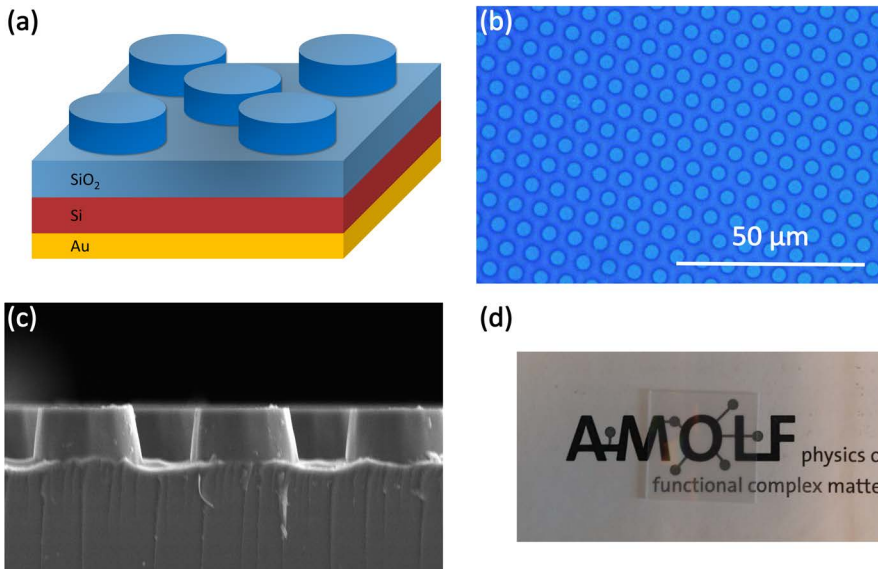 (a)
SiO₂
Si
Au
(b)
50 µm
(c)
(d)
AMOLF
physics o
functional complex matte